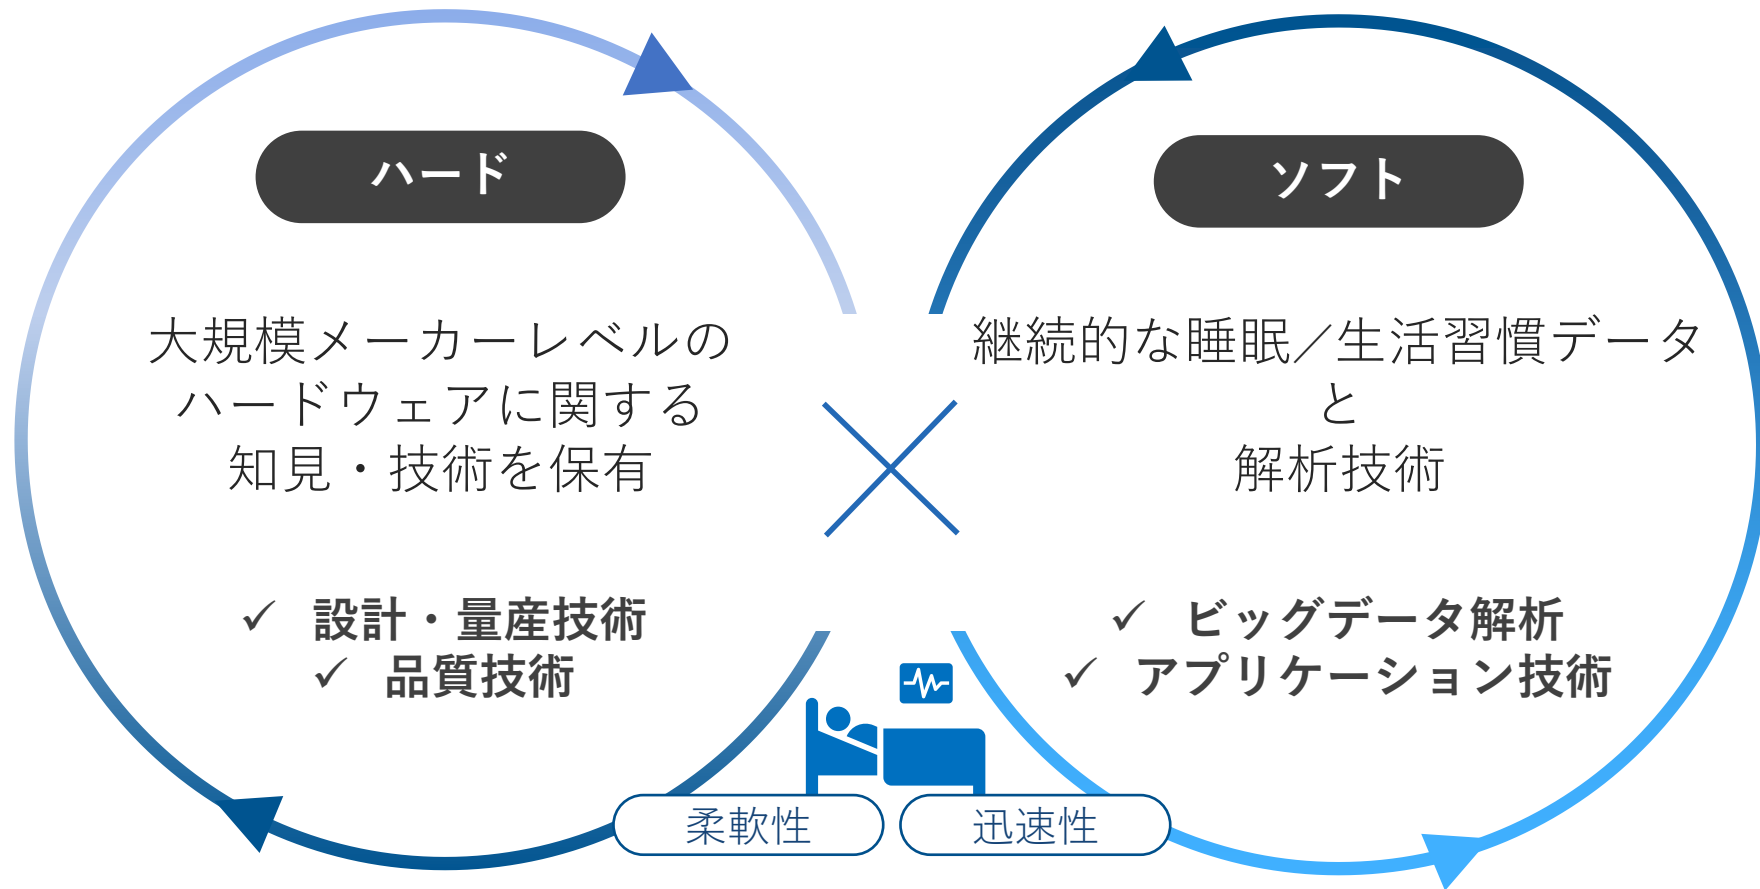 ハード
大規模メーカーレベルの
ハードウェアに関する
知見・技術を保有
✓ 設計・量産技術
✓ 品質技術
ソフト
継続的な睡眠／生活習慣データ
と
解析技術
✓ ビッグデータ解析
✓ アプリケーション技術
柔軟性
迅速性